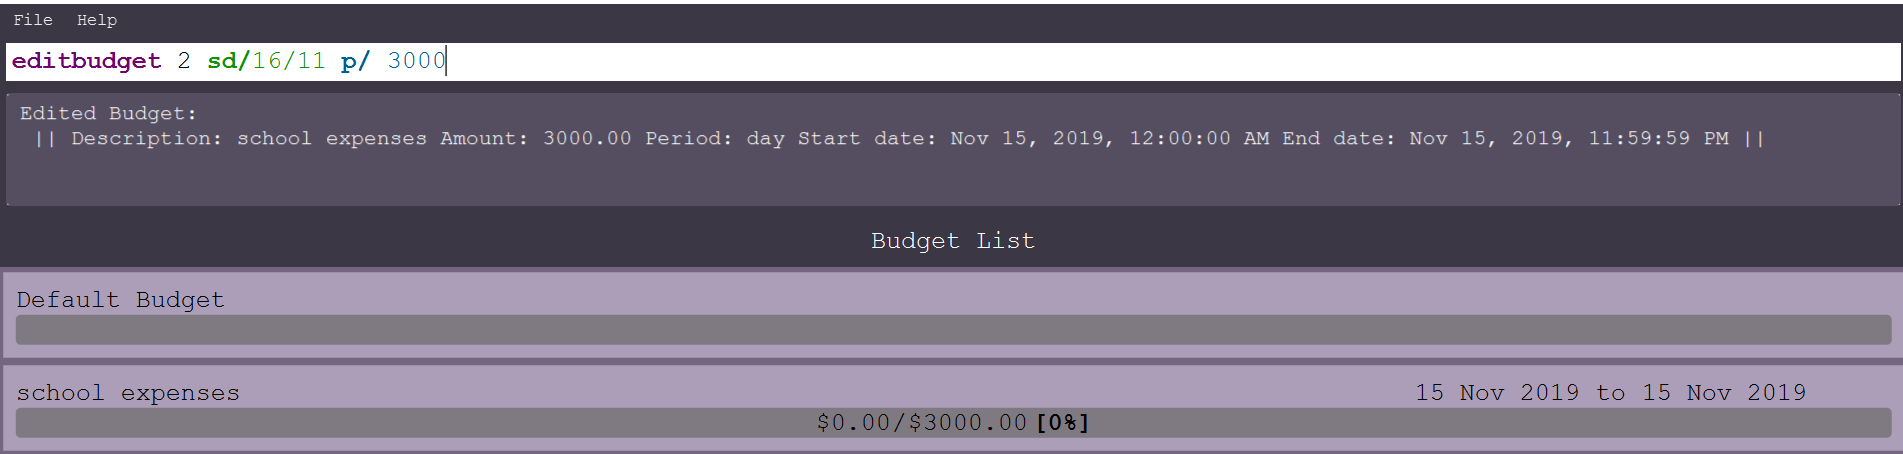 File Help
editbudget 2 sd/16/11 p/ 3000
Edited Budget:
|| Description: school expenses Amount: 3000.00 Period: day Start date: Nov 15, 2019, 12:00:00 AM End date: Nov 15, 2019, 11:59:59 PM ||
Budget List
Default Budget
school expenses 15 Nov 2019 to 15 Nov 2019
$0.00/$3000.00 [0%]